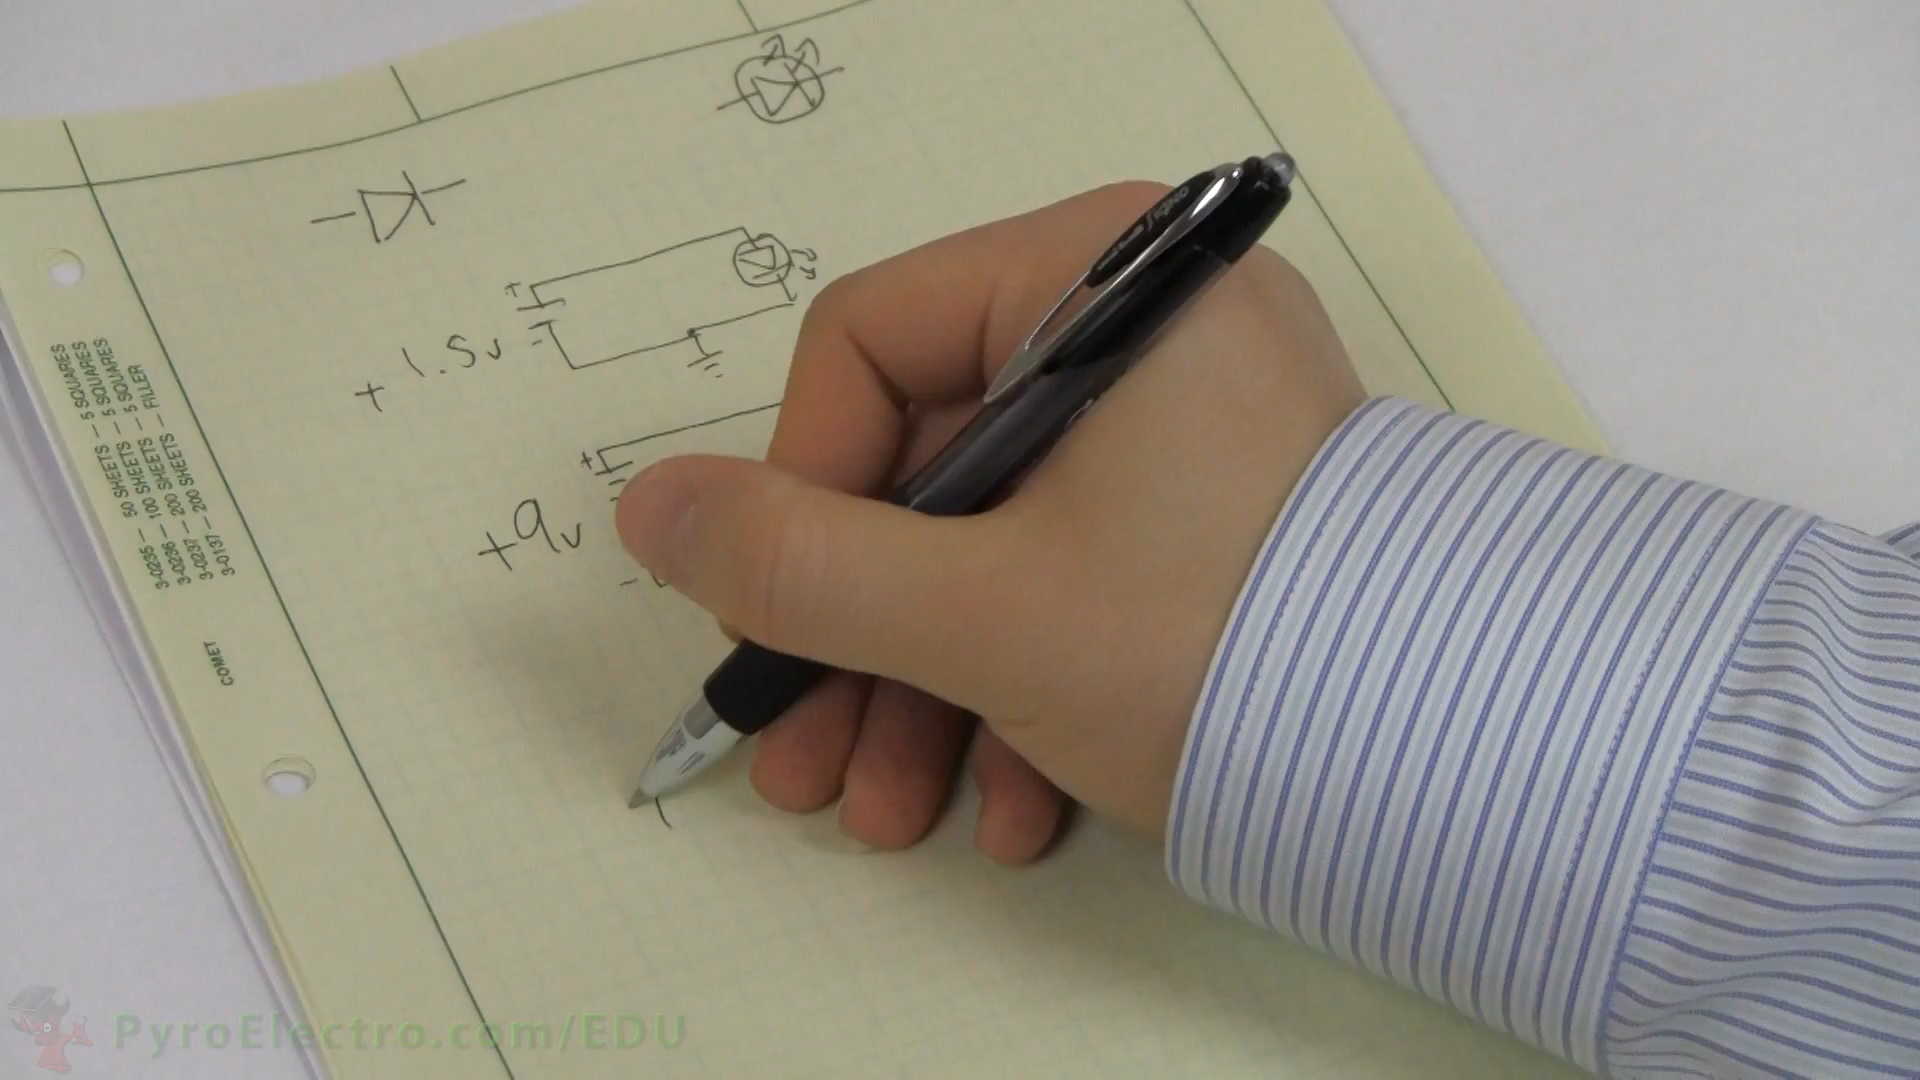 +
+ 1.5v
-
+
+9v
-
3-0235 — 50 SHEETS — 5 SQUARES
3-0236 — 100 SHEETS — 5 SQUARES
3-0237 — 200 SHEETS — 5 SQUARES
3-0137 — 200 SHEETS — FILLER
COMET
PyroElectro.com/EDU